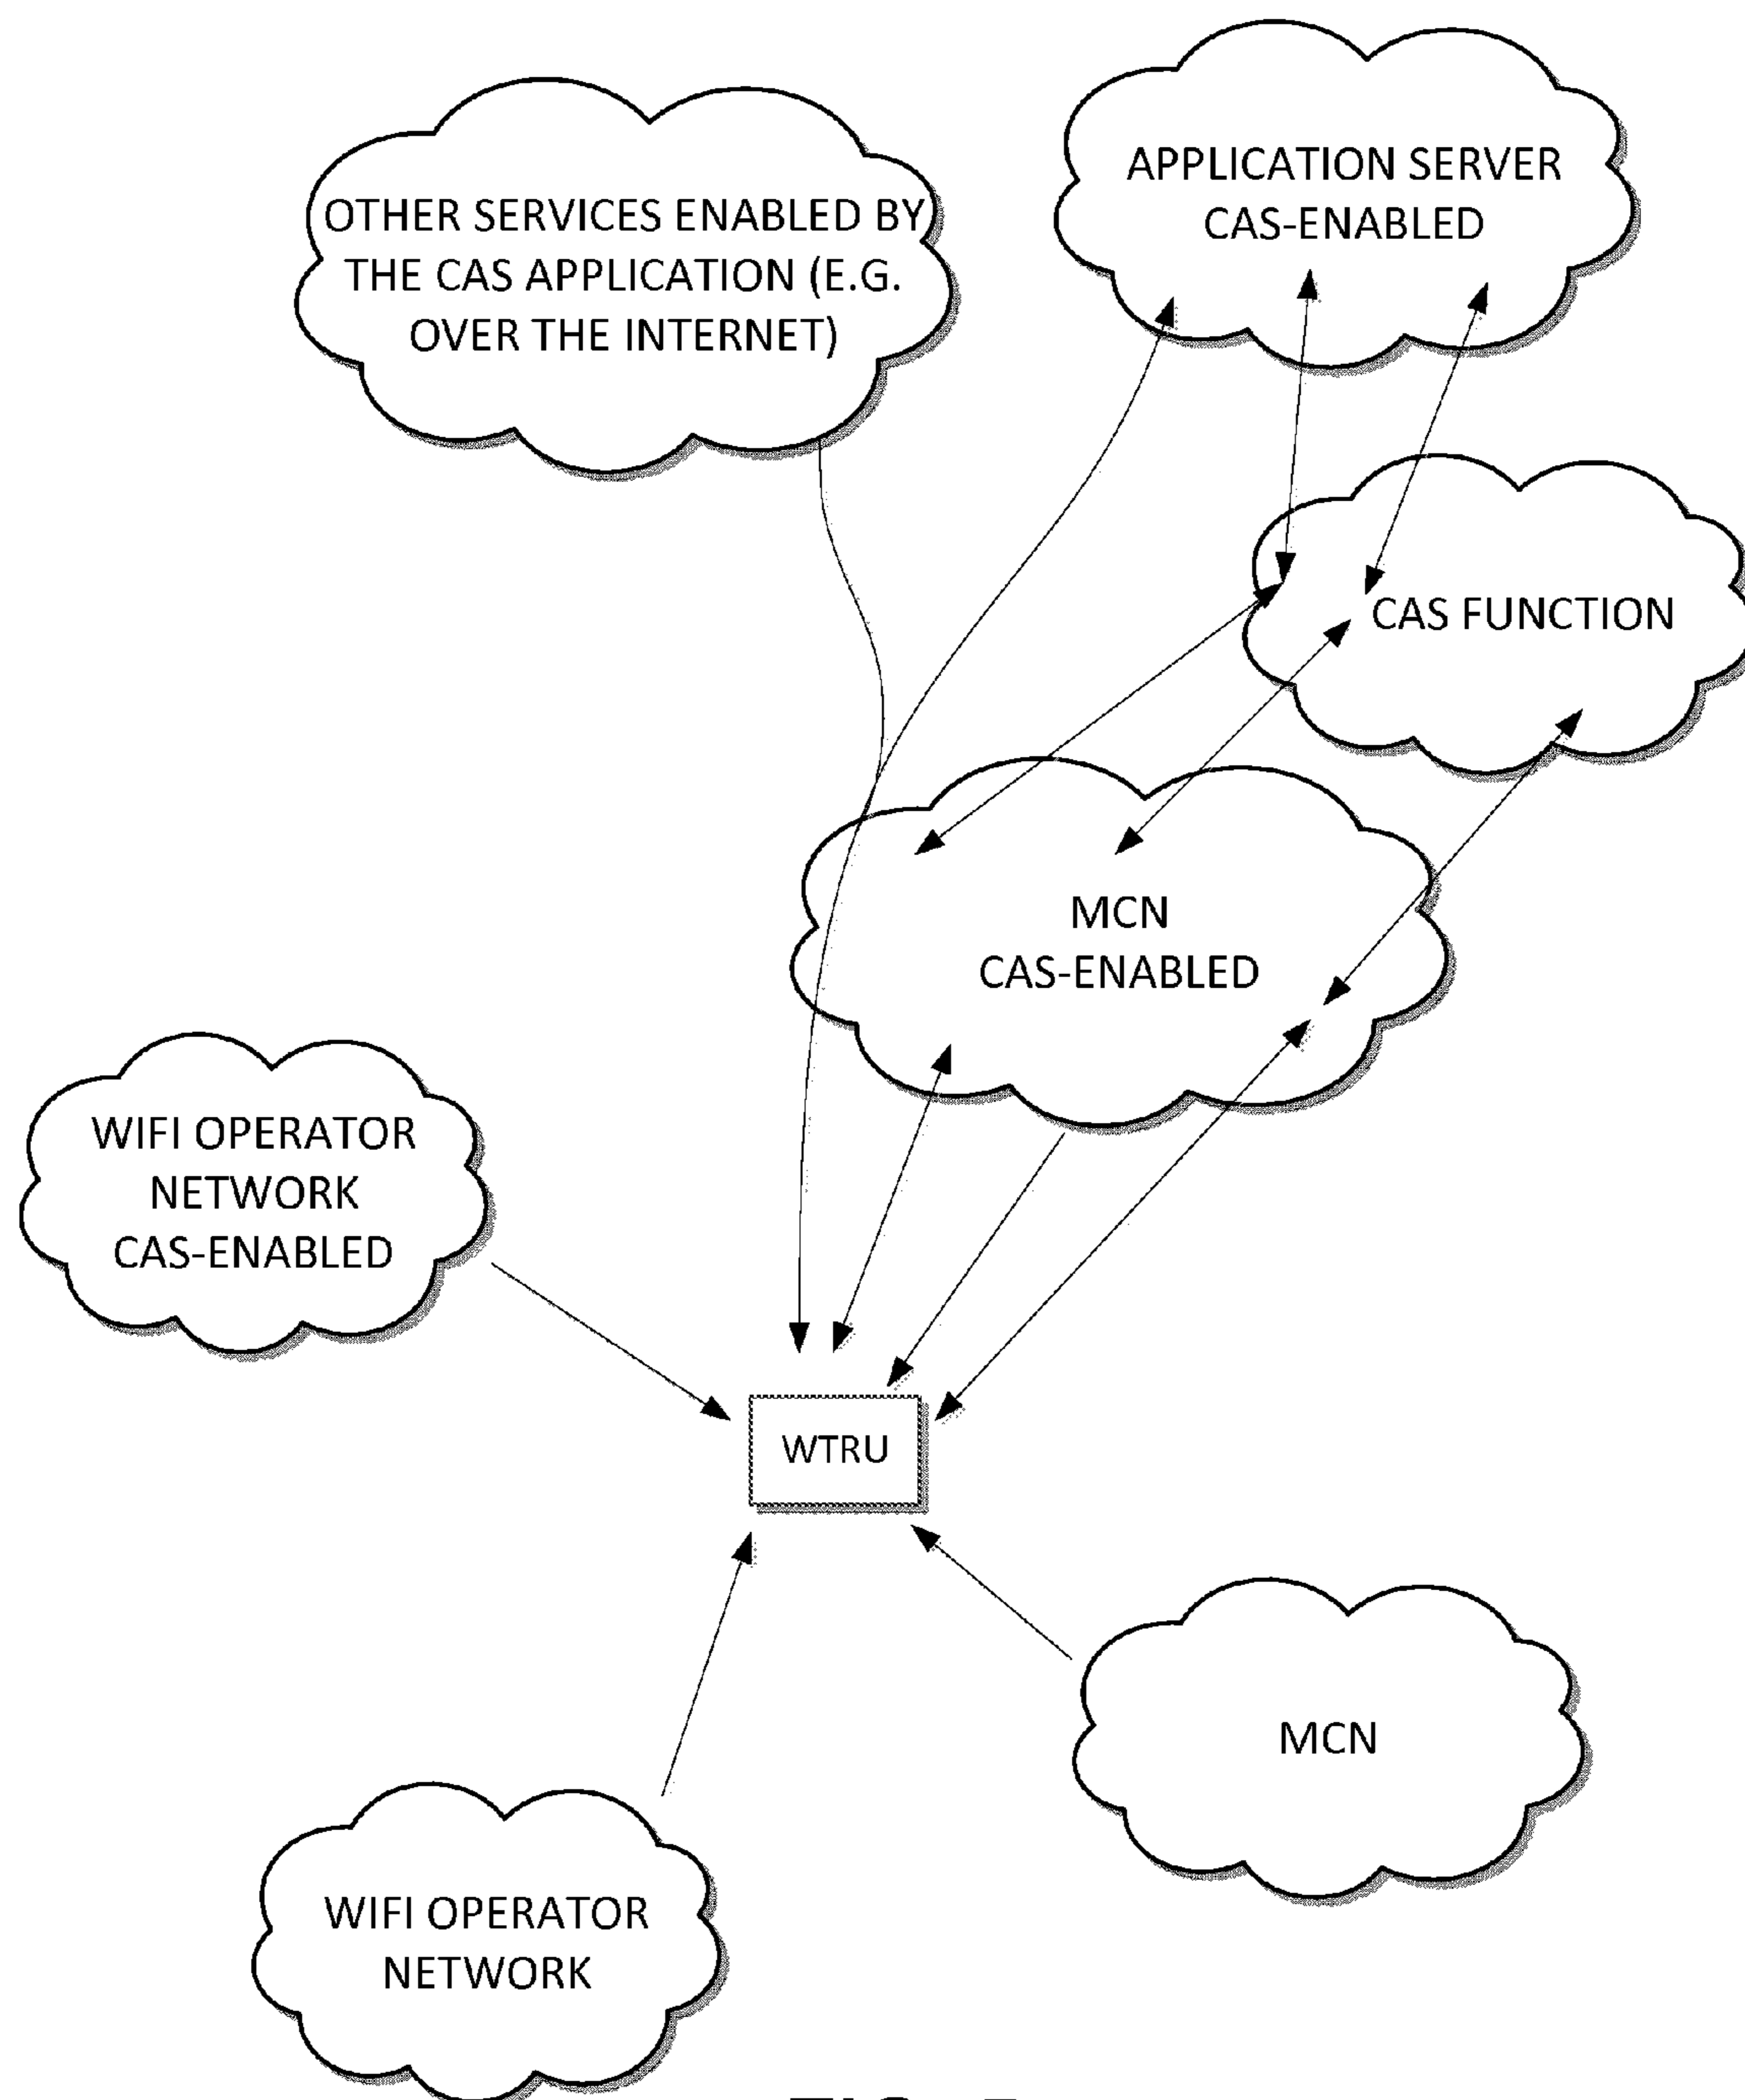 APPLICATION SERVER
CAS-ENABLED
OTHER SERVICES ENABLED BY
THE CAS APPLICATION (E.G.
OVER THE INTERNET)
CAS FUNCTION
MCN
CAS-ENABLED
WIFI OPERATOR
NETWORK
CAS-ENABLED
WTRU
MCN
WIFI OPERATOR
NETWORK